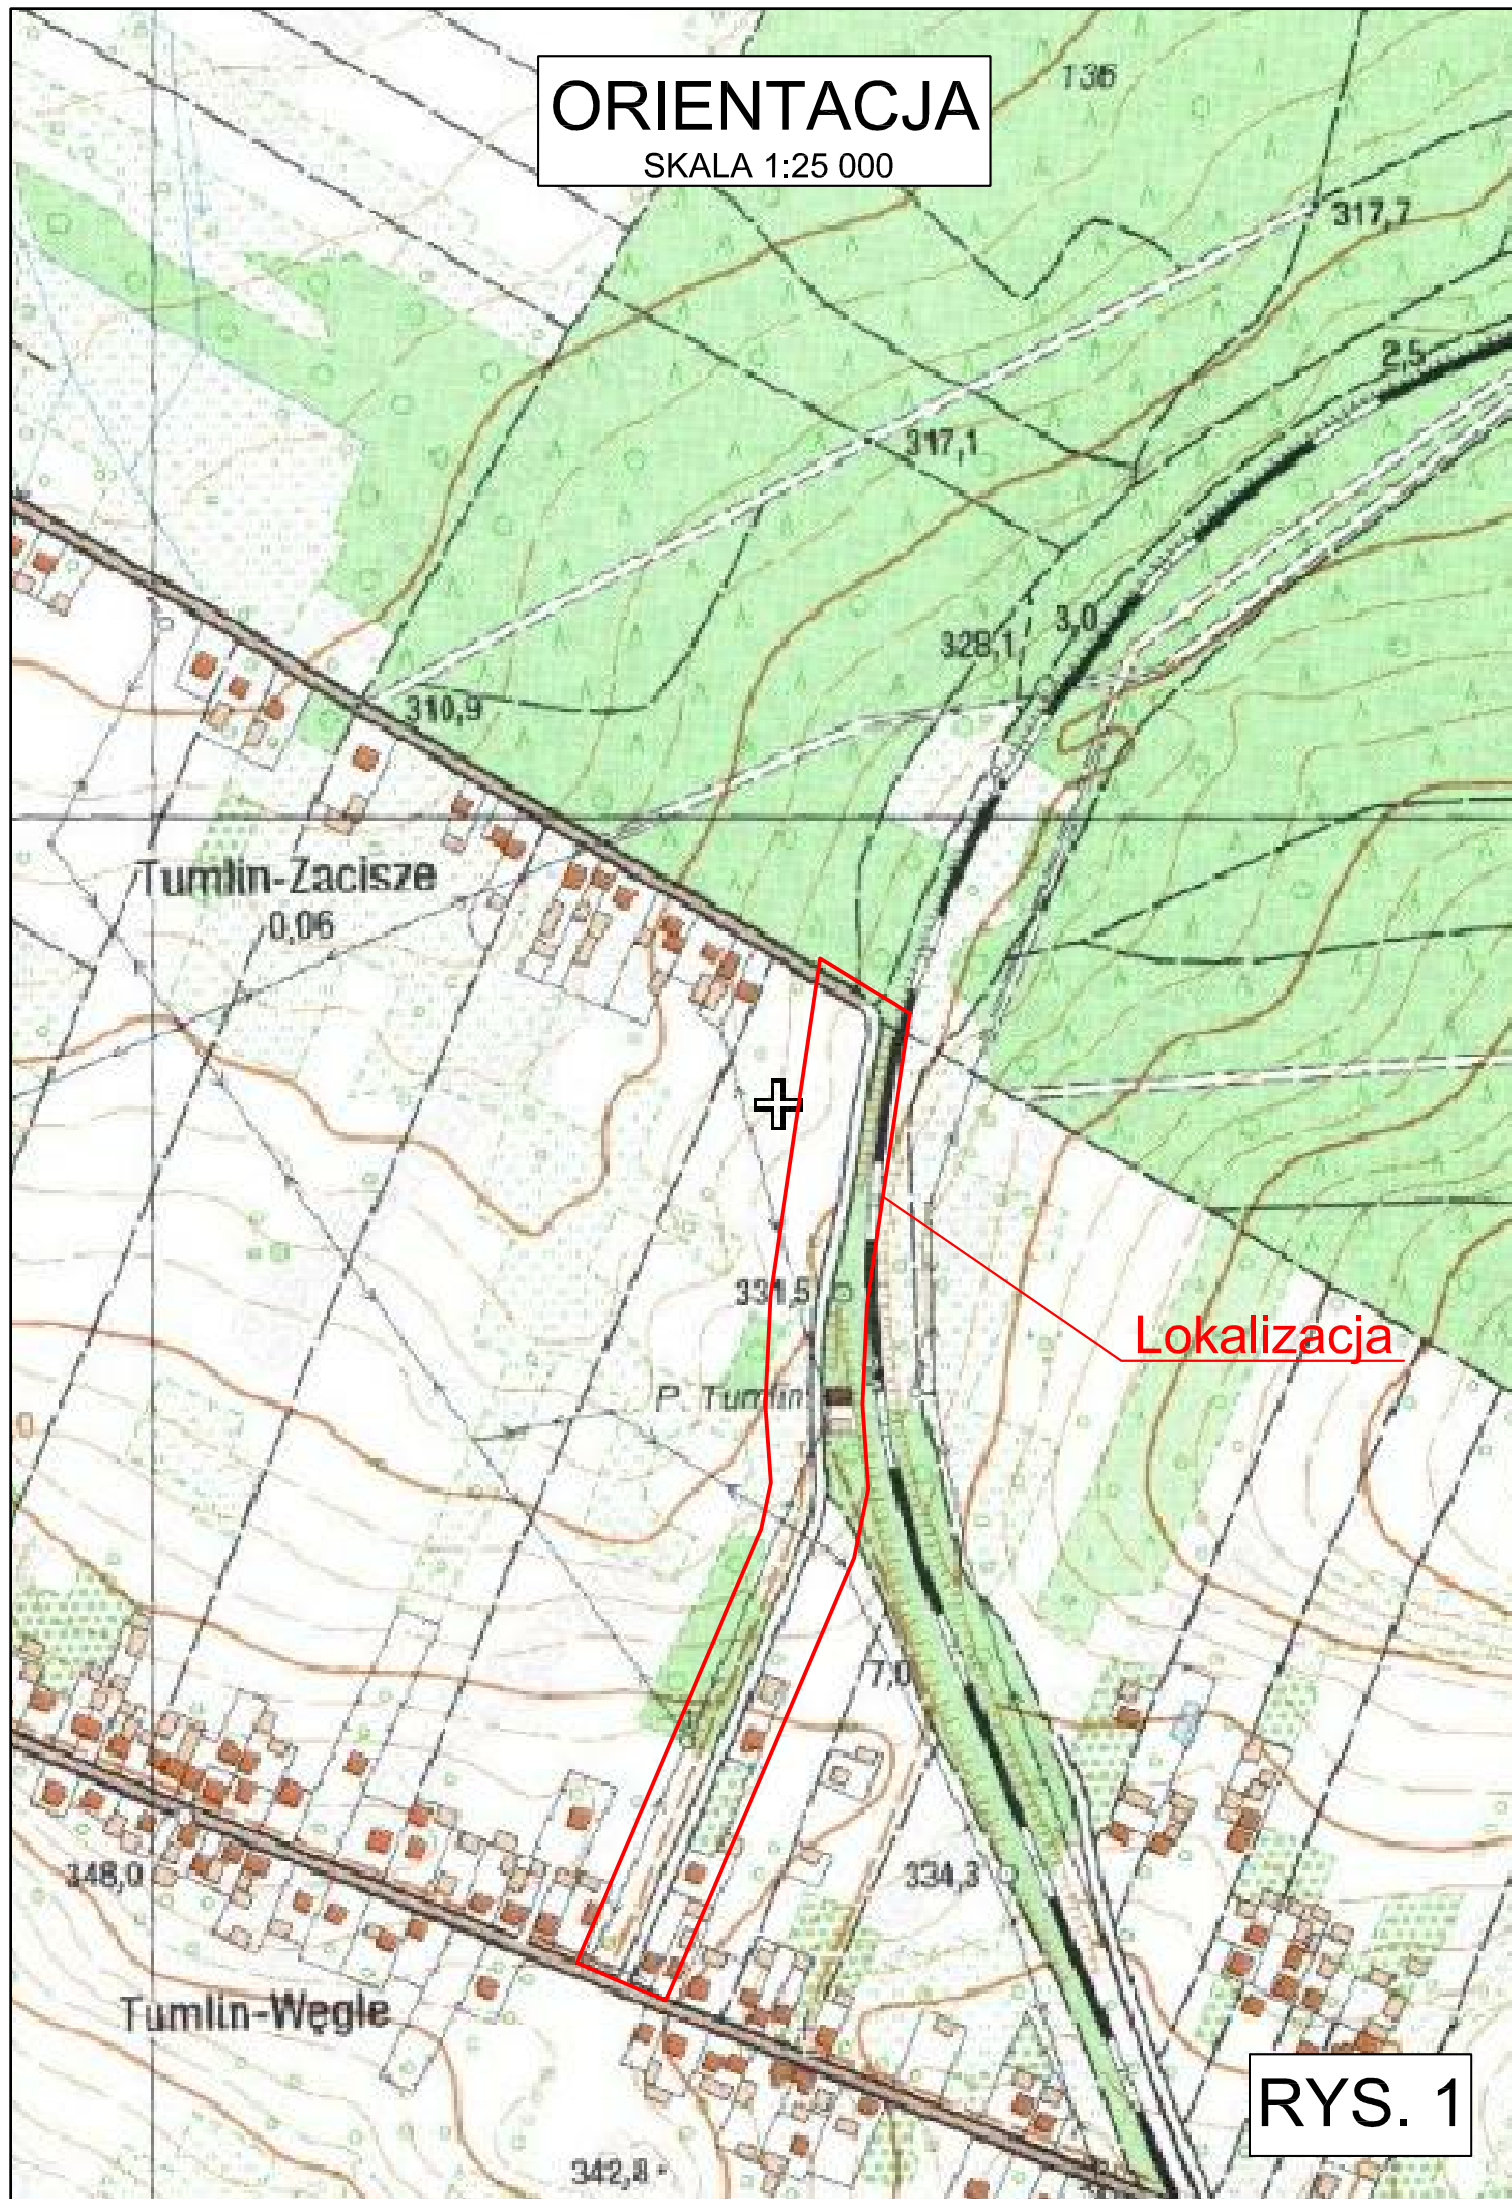 ORIENTACJA
SKALA 1:25 000
136
317,7
2,5
317,1
3,0
328,1
310,9
Tumlin-Zacisze
0,06
331,5
Lokalizacja
P. Tumlin
7,0
348,0
334,3
Tumlin-Węgle
RYS. 1
342,8